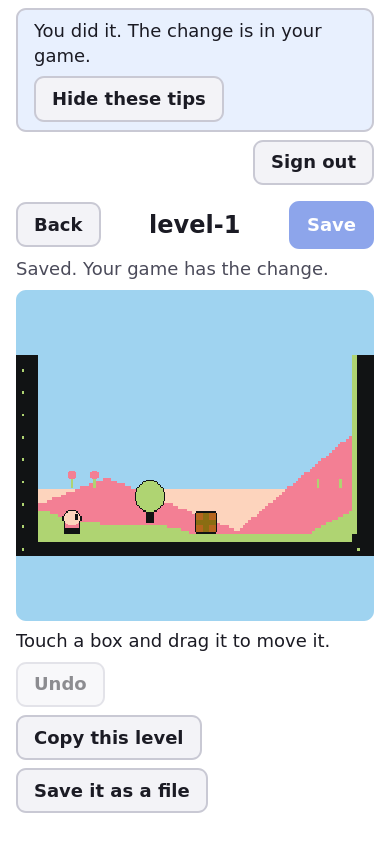 You did it. The change is in your
game.
Hide these tips
Sign out
Back
level-1
Save
Saved. Your game has the change.
Touch a box and drag it to move it.
Undo
Copy this level
Save it as a file